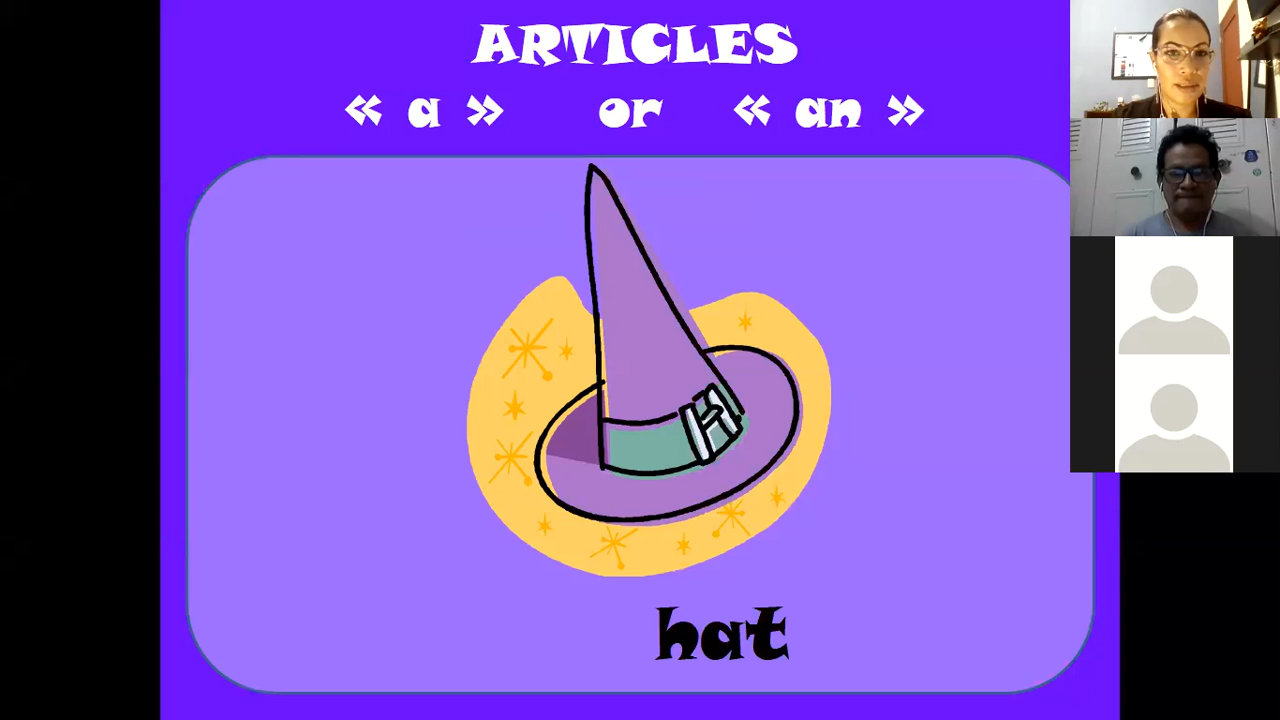 ARTICLES
« a » or « an »
hat